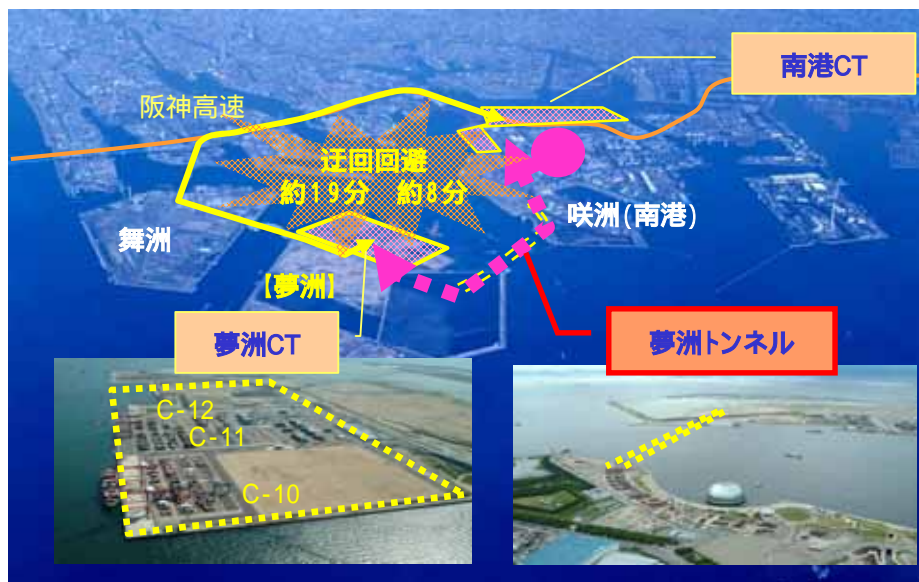 南港CT
阪神高速
迂回回避
約19分 約8分
咲洲(南港)
舞洲
【夢洲】
夢洲CT
夢洲トンネル
C-12
C-11
C-10